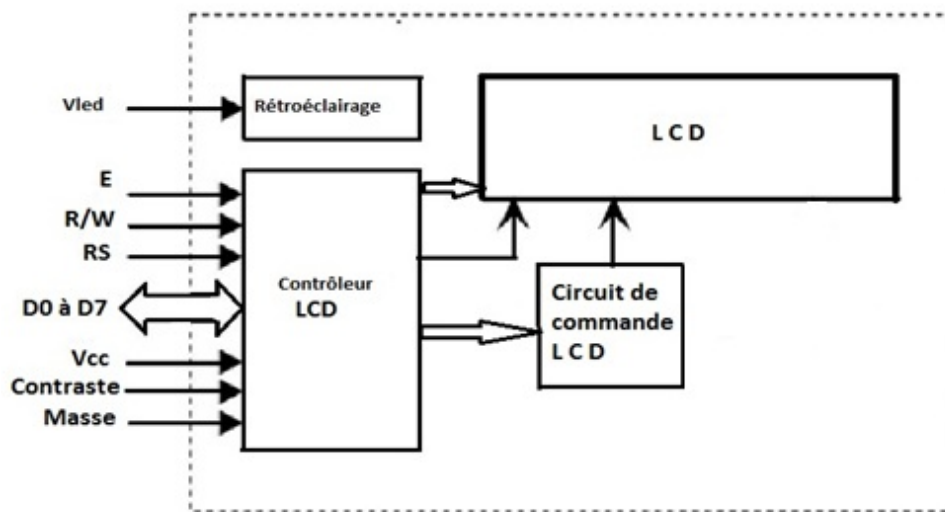 Vled
Rétroéclairage
L C D
E
R/W
RS
D0 à D7
Vcc
Contraste
Masse
Contrôleur
LCD
Circuit de
commande
L C D